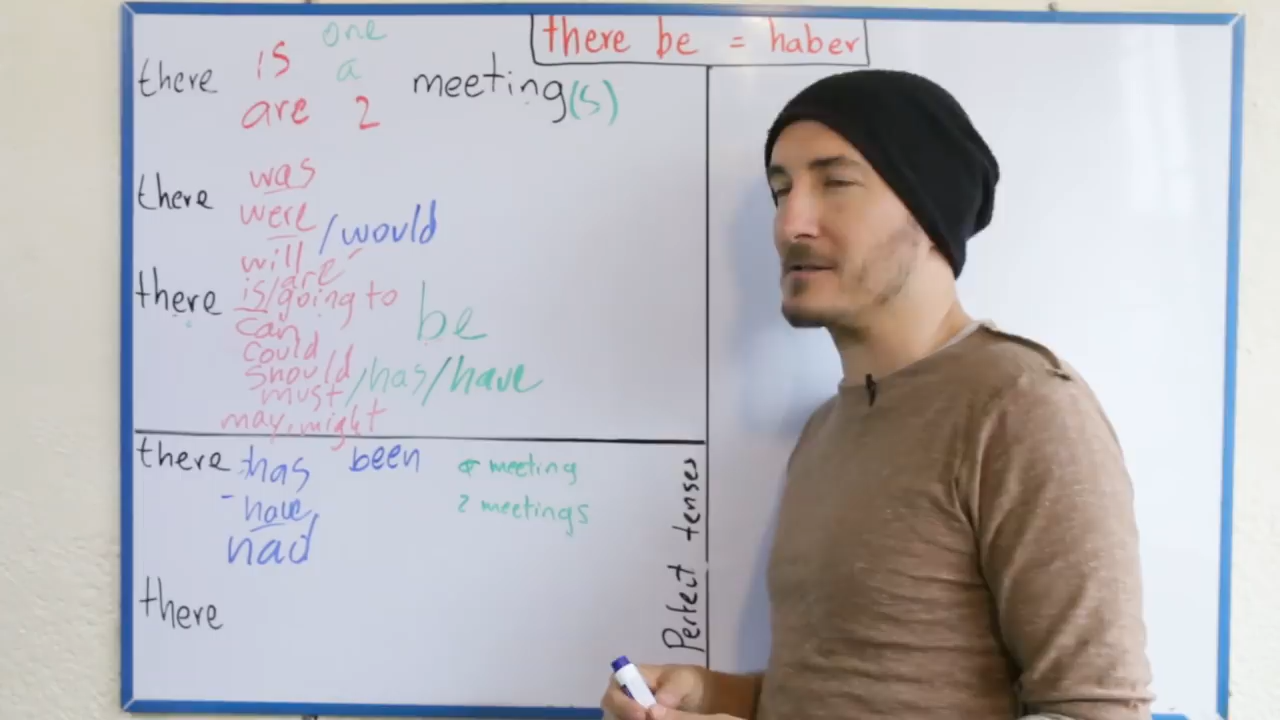 there be = haber
one
there is a meeting(s)
are 2
there was
were
will /would
there is/are going to be
can
could
should /has/have
must
may, might
there has been a meeting
have 2 meetings
had
there
Perfect tenses